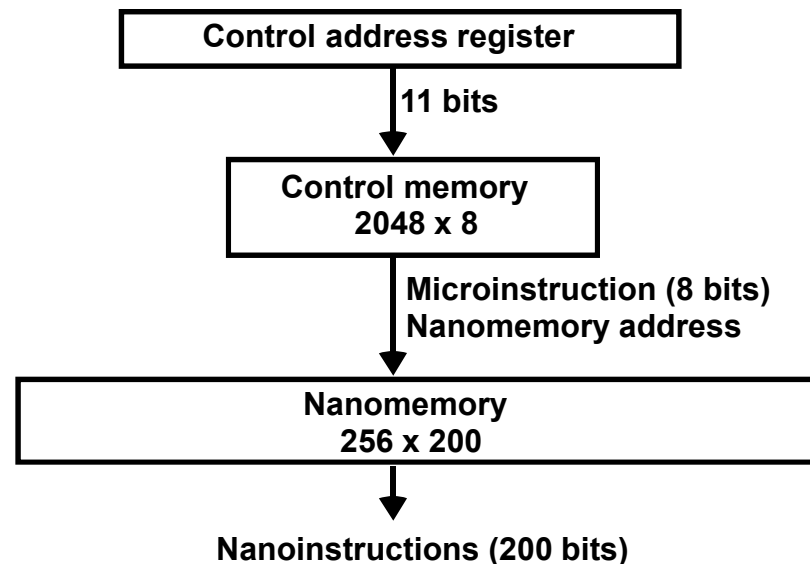 Control address register
11 bits
Control memory
2048 x 8
Microinstruction (8 bits)
Nanomemory address
Nanomemory
256 x 200
Nanoinstructions (200 bits)